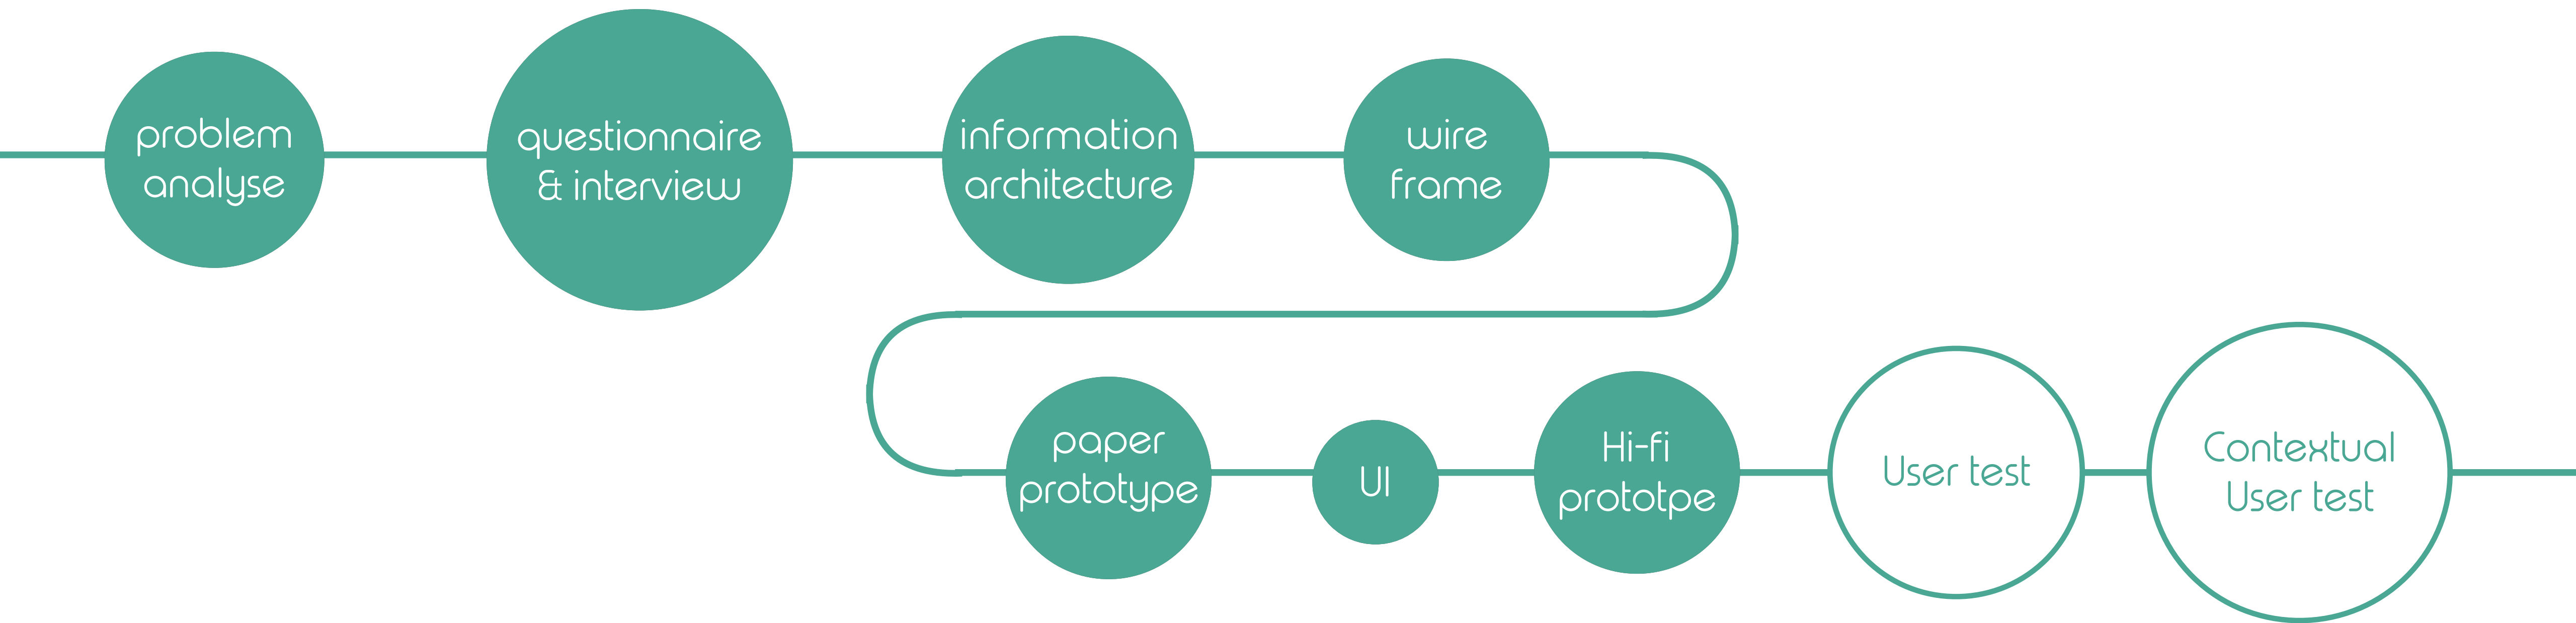 problem
analyse
questionnaire
& interview
information
architecture
wire
frame
paper
prototype
UI
Hi-fi
prototpe
User test
Contextual
User test